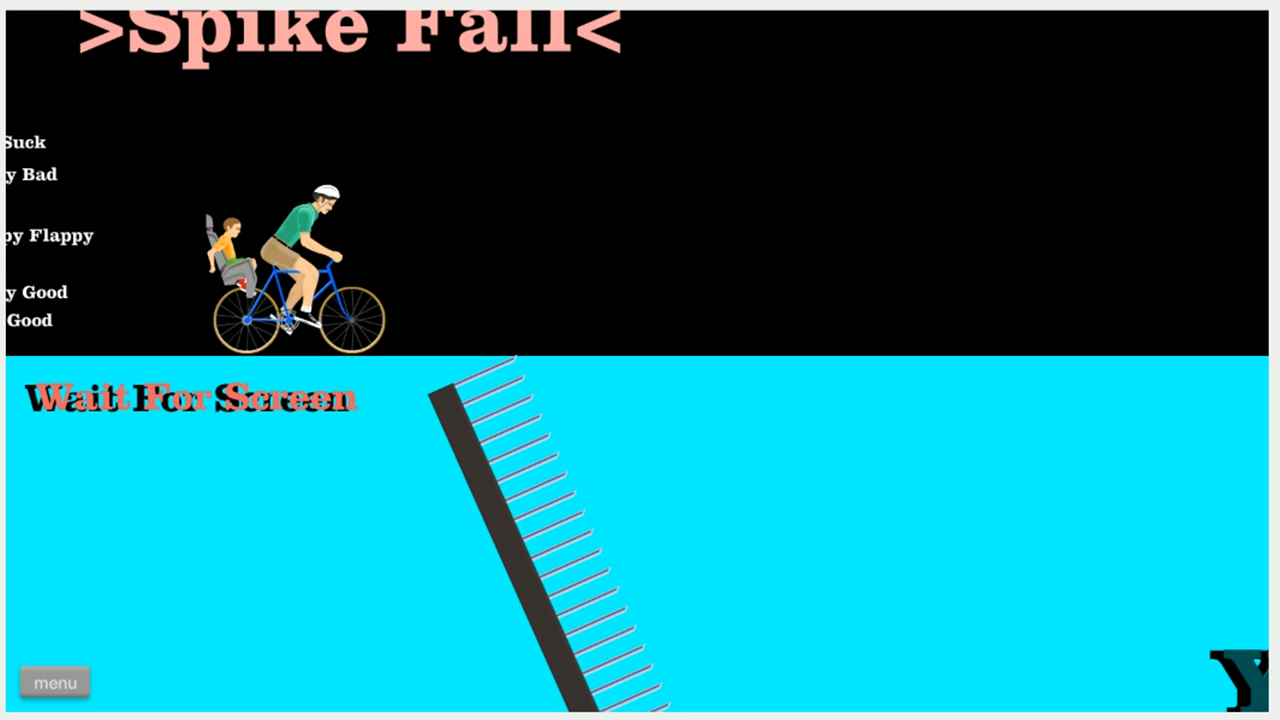 >Spike Fall<
Suck
y Bad
py Flappy
y Good
Good
Wait For Screen
menu
Y